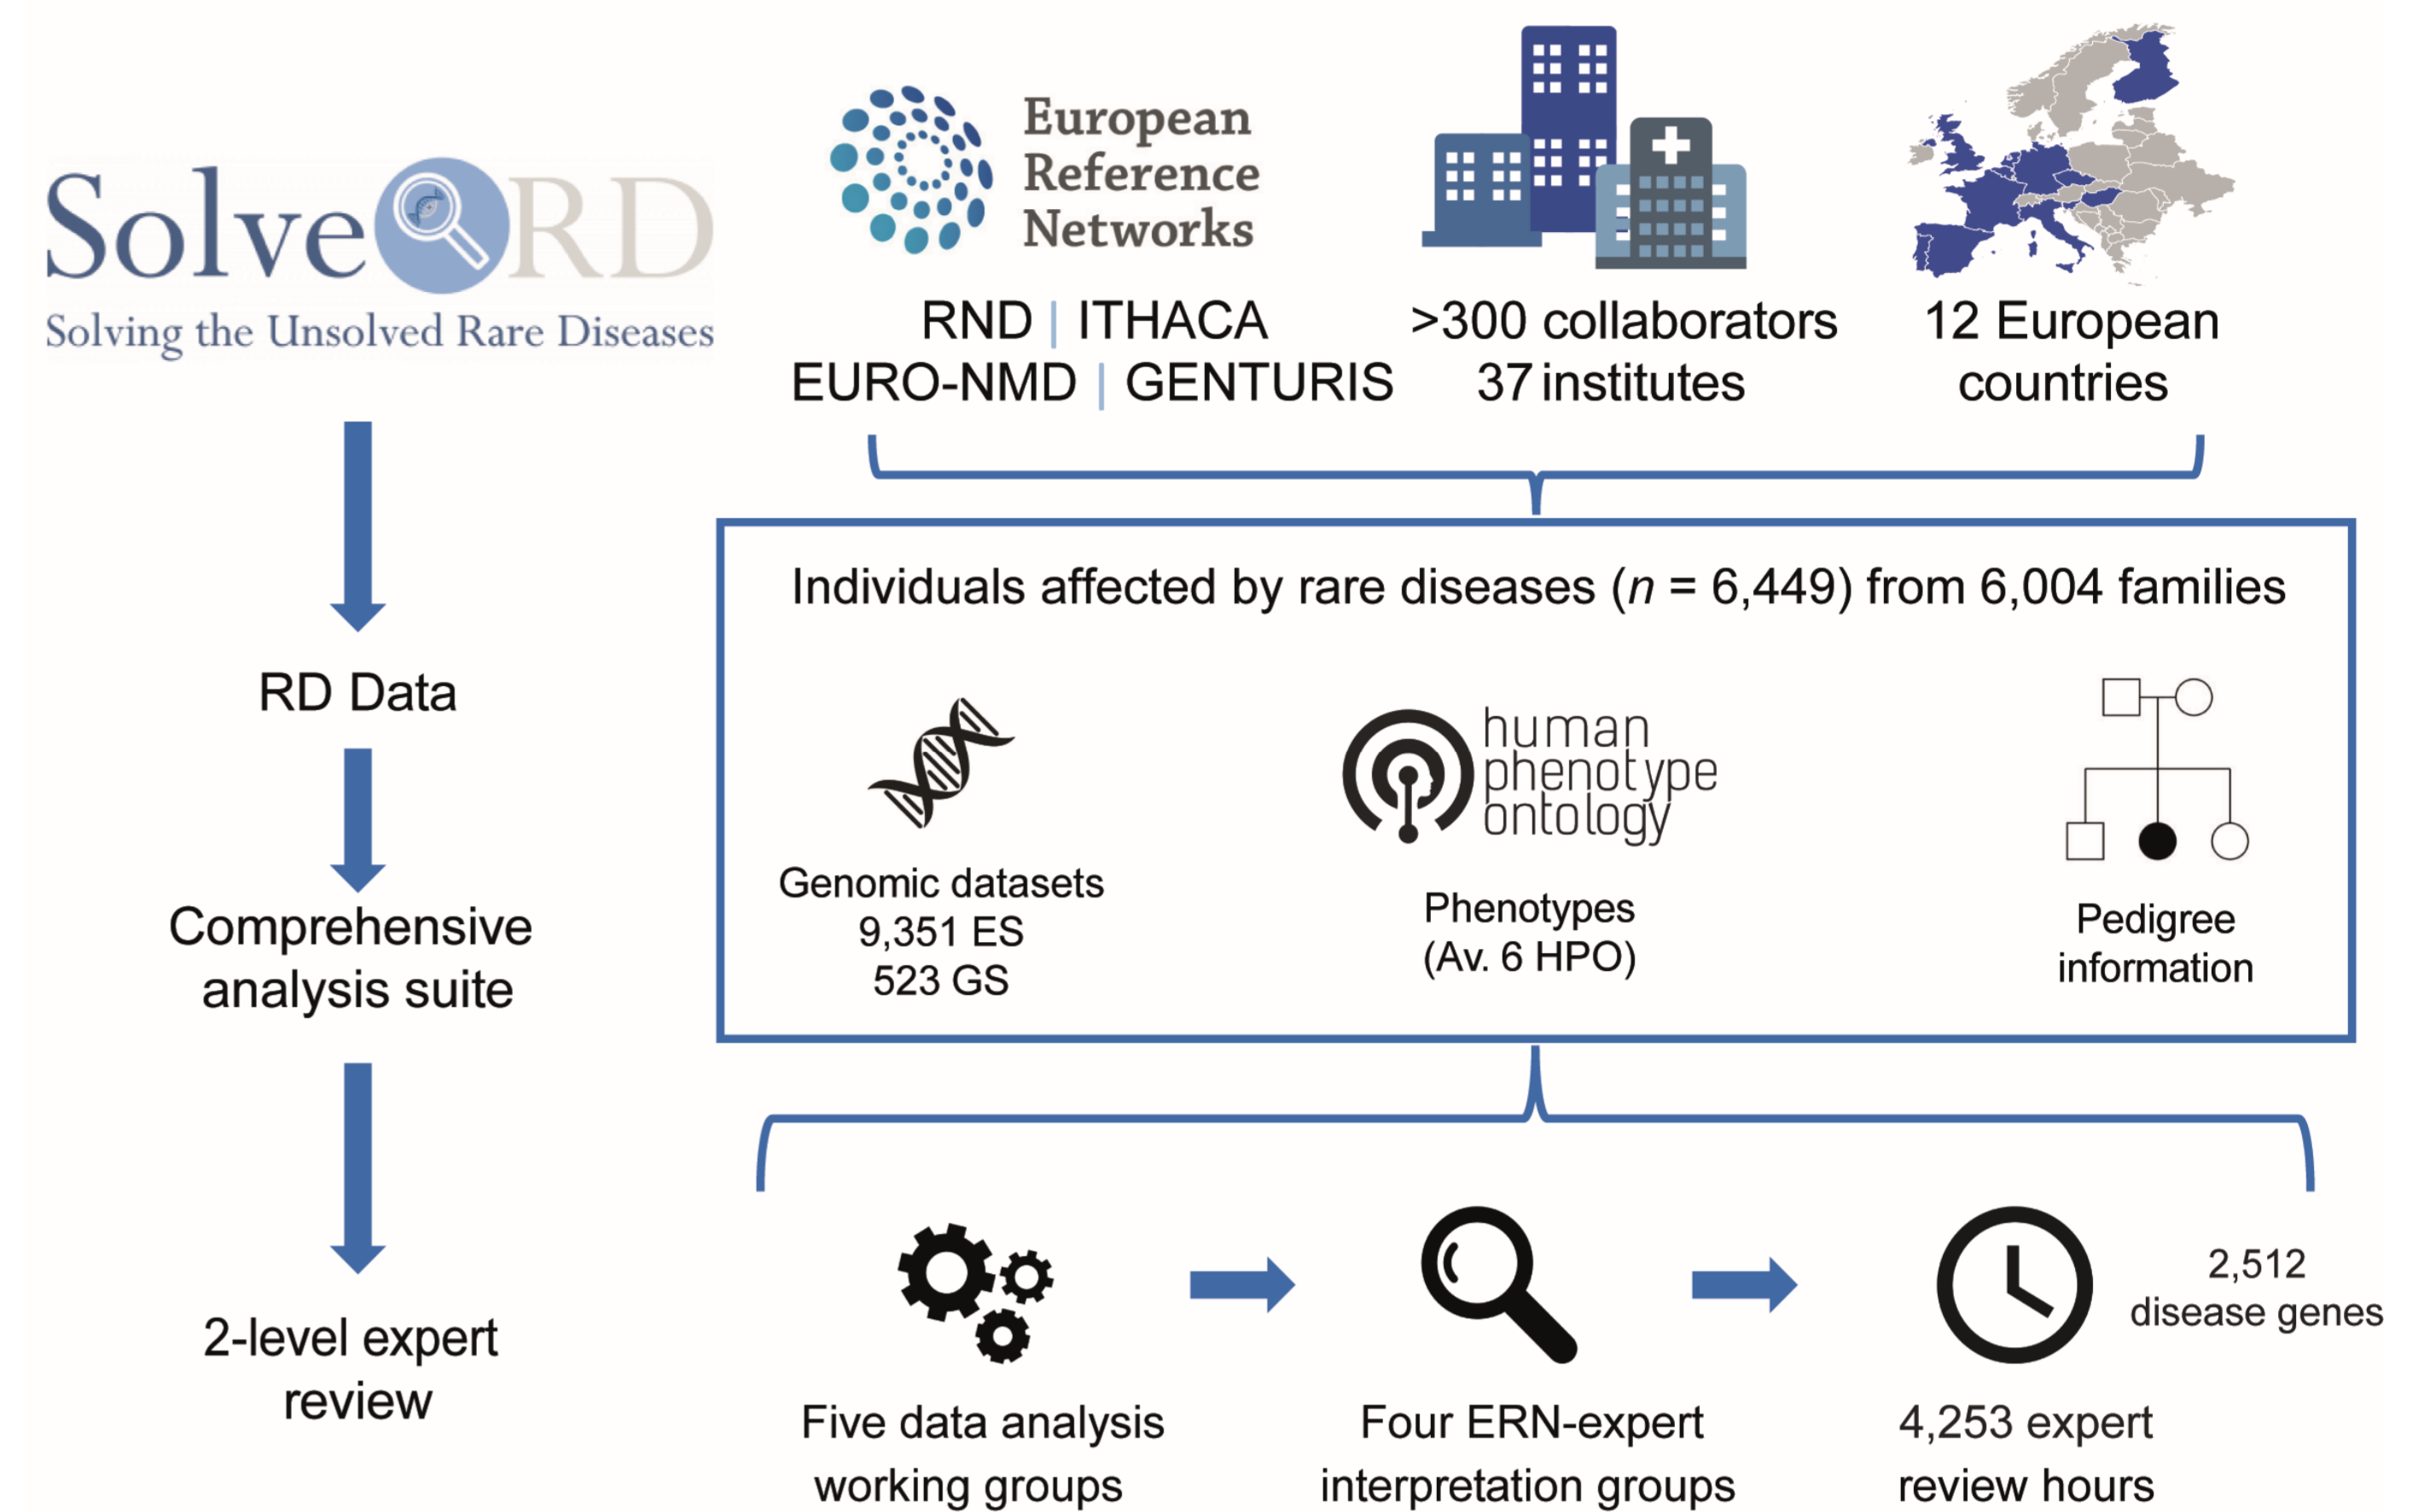 Solve RD
Solving the Unsolved Rare Diseases
European
Reference
Networks
RND | ITHACA
EURO-NMD | GENTURIS
>300 collaborators
37 institutes
12 European
countries
RD Data
Comprehensive
analysis suite
2-level expert
review
Individuals affected by rare diseases (n = 6,449) from 6,004 families
Genomic datasets
9,351 ES
523 GS
human
phenotype
ontology
Phenotypes
(Av. 6 HPO)
Pedigree
information
Five data analysis
working groups
Four ERN-expert
interpretation groups
2,512
disease genes
4,253 expert
review hours